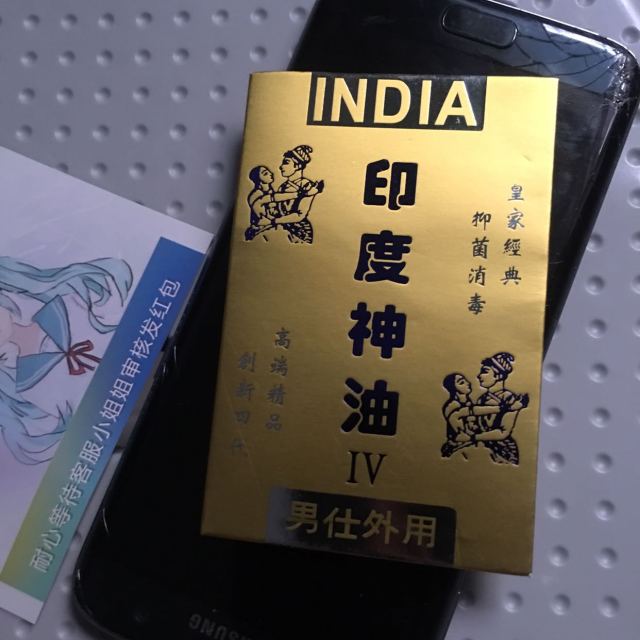 INDIA
印度神油
IV
皇家經典
抑菌消毒
高端精品
創新四代
男仕外用
耐心等待客服小姐姐审核发红包
SAMSUNG